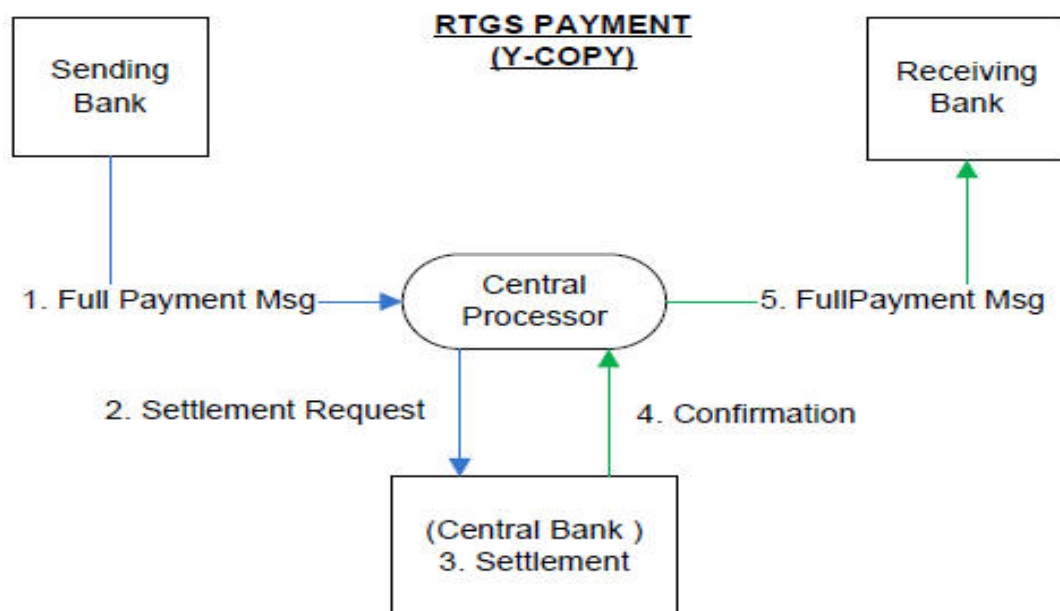 RTGS PAYMENT
(Y-COPY)
Sending
Bank
Receiving
Bank
1. Full Payment Msg
Central
Processor
5. FullPayment Msg
2. Settlement Request
4. Confirmation
(Central Bank )
3. Settlement